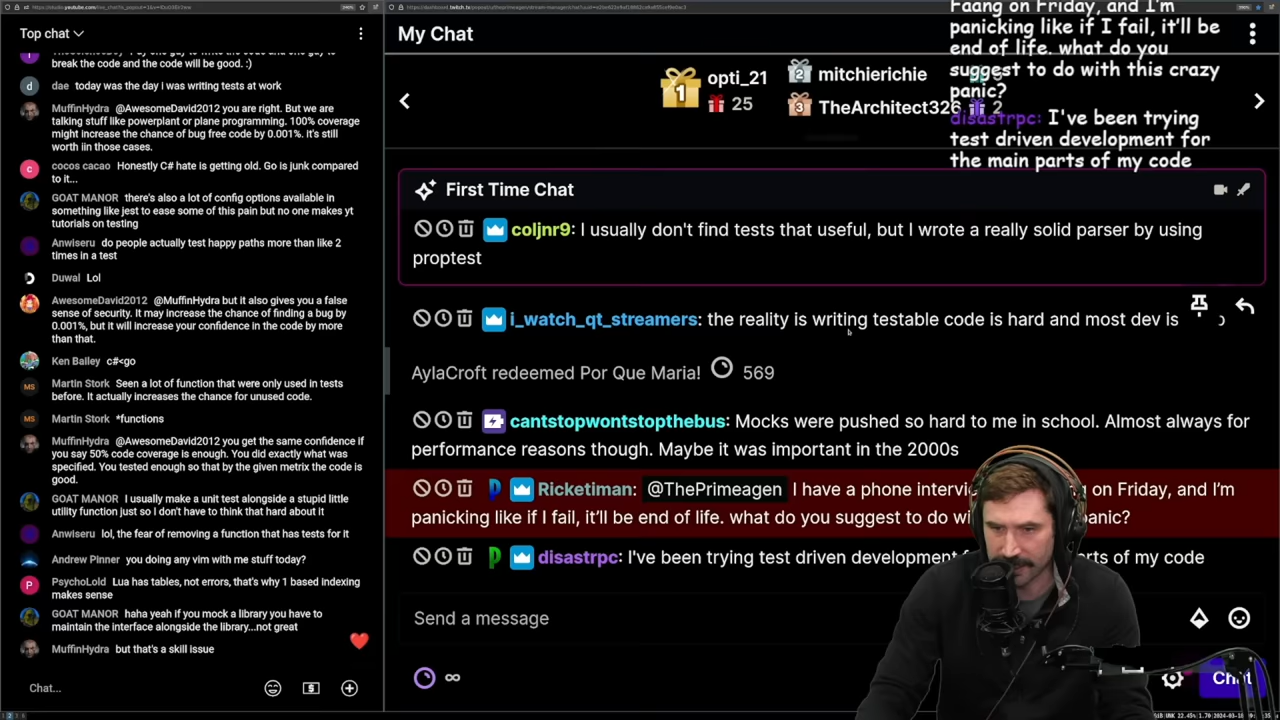 Top chat
break the code and the code will be good. :)
dae today was the day I was writing tests at work
MuffinHydra @AwesomeDavid2012 you are right. But we are
talking stuff like powerplant or plane programming. 100% coverage
might increase the chance of bug free code by 0.001%. it's still
worth iin those cases.
cocos cacao Honestly C# hate is getting old. Go is junk compared
to it...
GOAT MANOR there's also a lot of config options available in
something like jest to ease some of this pain but no one makes yt
tutorials on testing
Anwiseru do people actually test happy paths more than like 2
times in a test
Duwal Lol
AwesomeDavid2012 @MuffinHydra but it also gives you a false
sense of security. It may increase the chance of finding a bug by
0.001%, but it will increase your confidence in the code by more
than that.
Ken Bailey c#<go
Martin Stork Seen a lot of function that were only used in tests
before. It actually increases the chance for unused code.
Martin Stork *functions
MuffinHydra @AwesomeDavid2012 you get the same confidence if
you say 50% code coverage is enough. You did exactly what was
specified. You tested enough so that by the given metrix the code is
good.
GOAT MANOR I usually make a unit test alongside a stupid little
utility function just so I don't have to think that hard about it
Anwiseru lol, the fear of removing a function that has tests for it
Andrew Pinner you doing any vim with me stuff today?
PsychoLold Lua has tables, not errors, that's why 1 based indexing
makes sense
GOAT MANOR haha yeah if you mock a library you have to
maintain the interface alongside the library...not great
MuffinHydra but that's a skill issue
Chat...
My Chat
1 opti_21
25
2 mitchierichie
3 TheArchitect326 2
First Time Chat
coljnr9: I usually don't find tests that useful, but I wrote a really solid parser by using
proptest
i_watch_qt_streamers: the reality is writing testable code is hard and most dev is
AylaCroft redeemed Por Que Maria! 569
cantstopwontstopthebus: Mocks were pushed so hard to me in school. Almost always for
performance reasons though. Maybe it was important in the 2000s
Ricketiman: @ThePrimeagen I have a phone on Friday, and I'm
panicking like if I fail, it'll be end of life. what do you suggest to do panic?
disastrpc: I've been trying test driven development of my code
Send a message
Chat
Faang on Friday, and I'm
panicking like if I fail, it'll be
end of life. what do you
suggest to do with this crazy
panic?
disastrpc: I've been trying
test driven development for
the main parts of my code